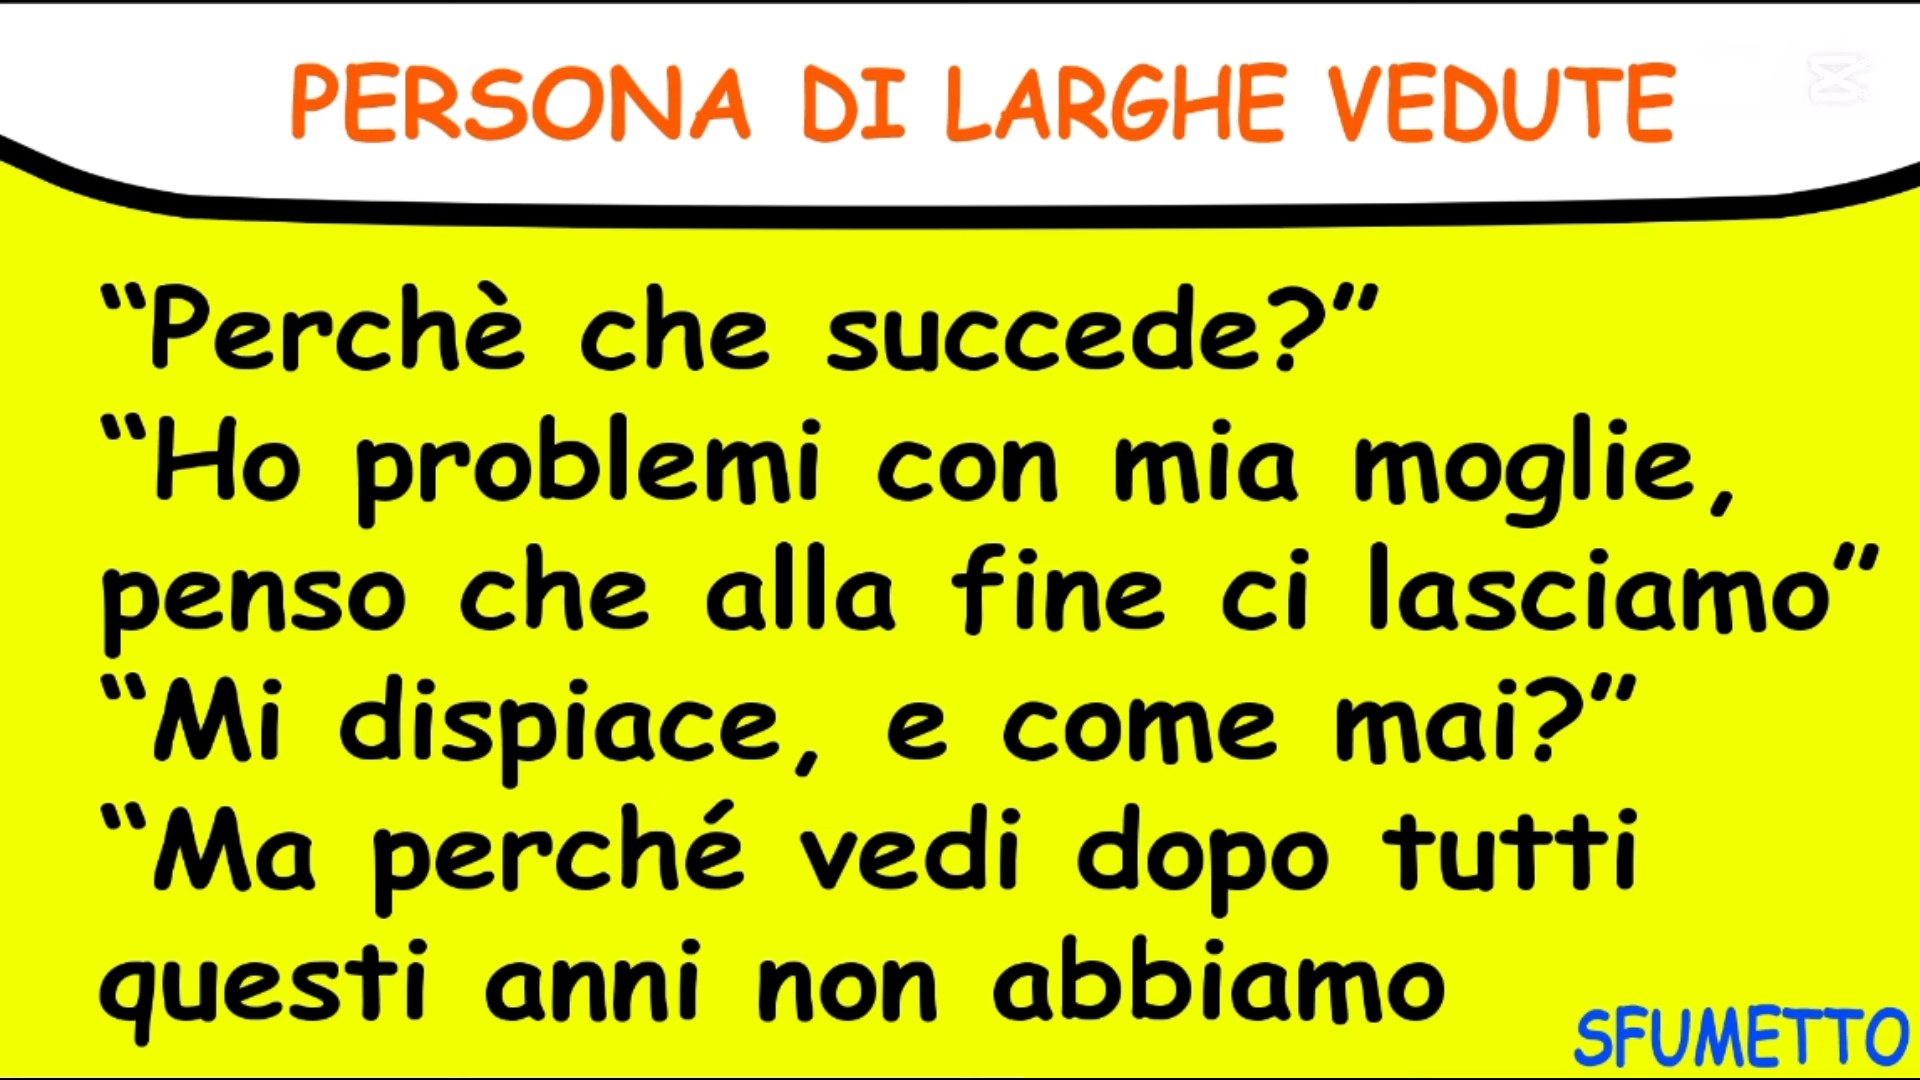 PERSONA DI LARGHE VEDUTE
“Perchè che succede?”
“Ho problemi con mia moglie,
penso che alla fine ci lasciamo”
“Mi dispiace, e come mai?”
“Ma perché vedi dopo tutti
questi anni non abbiamo
SFUMETTO